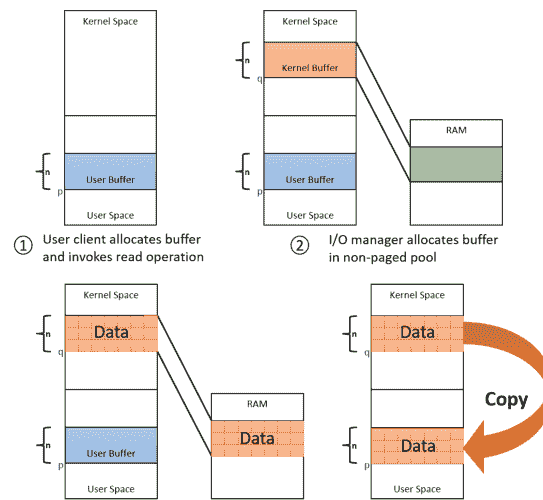 Kernel Space
n
q
Kernel Buffer
n
p
User Buffer
User Space
① User client allocates buffer
and invokes read operation
Kernel Space
n
User Buffer
p
User Space
RAM
② I/O manager allocates buffer
in non-paged pool
Kernel Space
n
Data
q
n
User Buffer
p
User Space
RAM
Data
Kernel Space
n
Data
q
Copy
n
Data
p
User Space